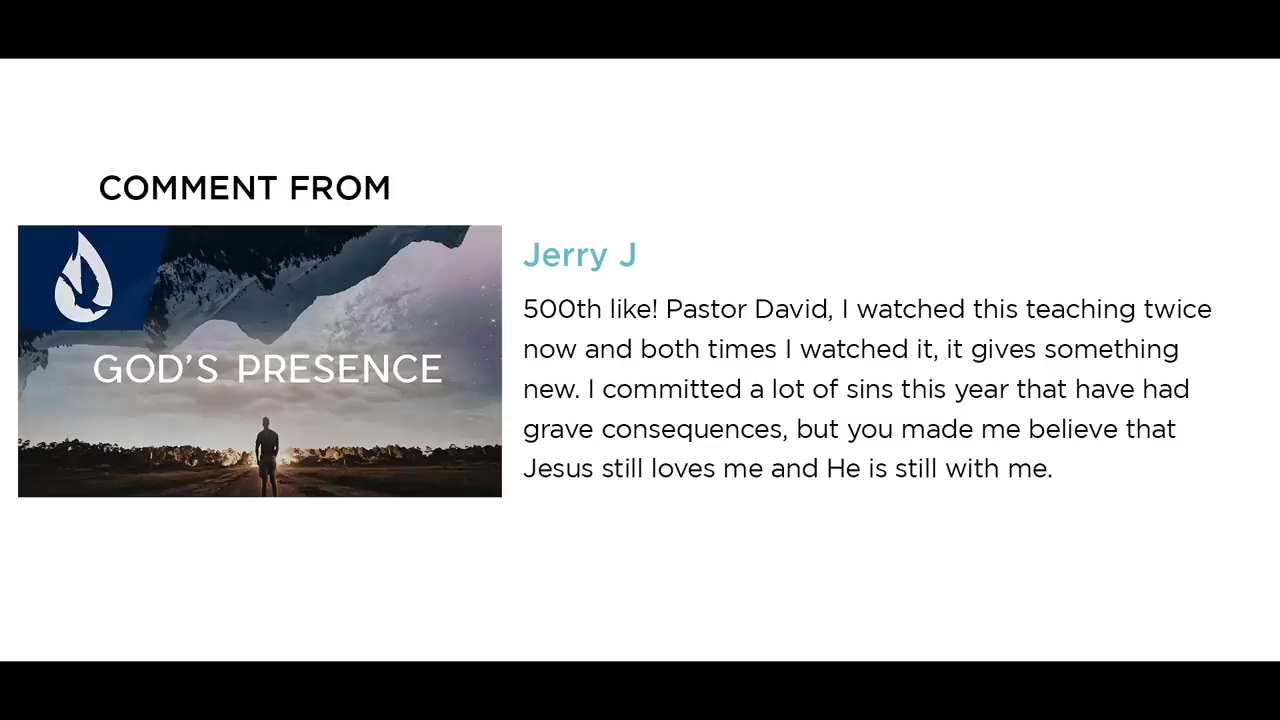 COMMENT FROM
GOD'S PRESENCE
Jerry J
500th like! Pastor David, I watched this teaching twice
now and both times I watched it, it gives something
new. I committed a lot of sins this year that have had
grave consequences, but you made me believe that
Jesus still loves me and He is still with me.